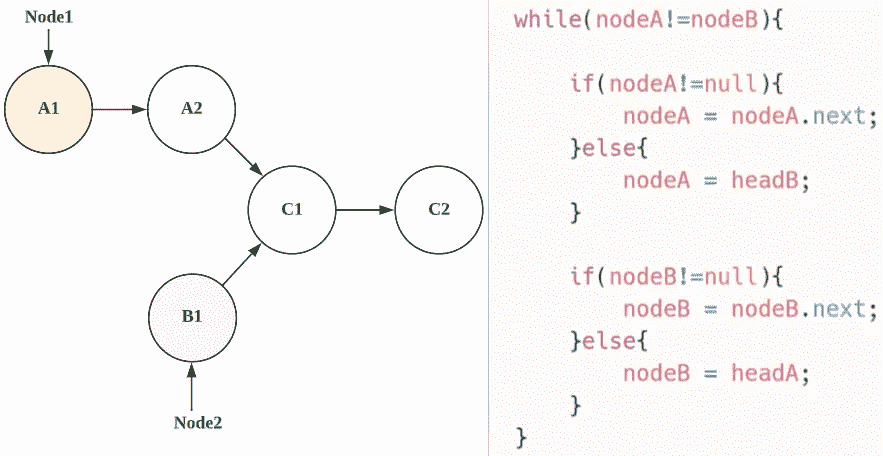 Node1
A1
A2
C1
C2
B1
Node2
while(nodeA!=nodeB){
if(nodeA!=null){
nodeA = nodeA.next;
}else{
nodeA = headB;
}
if(nodeB!=null){
nodeB = nodeB.next;
}else{
nodeB = headA;
}
}